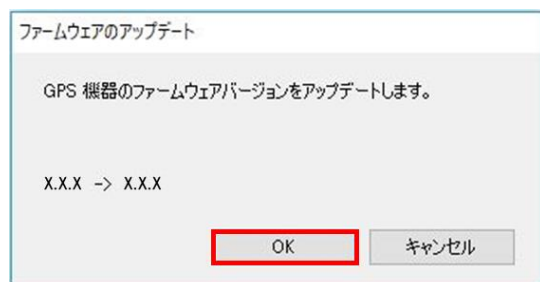 ファームウェアのアップデート
GPS 機器のファームウェアバージョンをアップデートします。
X.X.X -> X.X.X
OK キャンセル